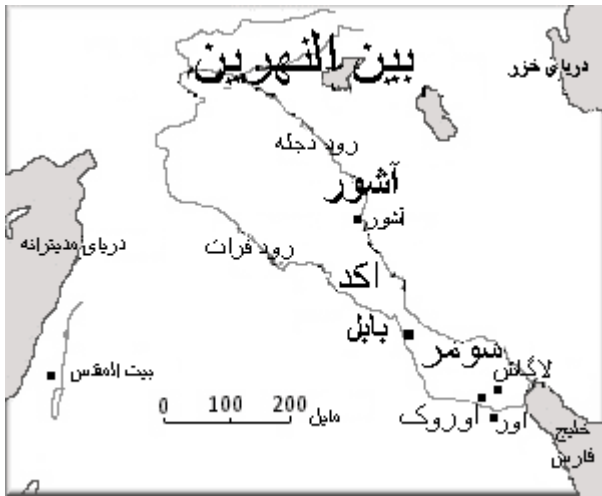 بین النهرین
دریای خزر
رود دجله
آشور
آشور
دریای مدیترانه
رود فرات
اکد
بابل
شومر
لاگاش
بیت المقدس
0 100 200 مایل
اوروک
اور
خلیج
فارس